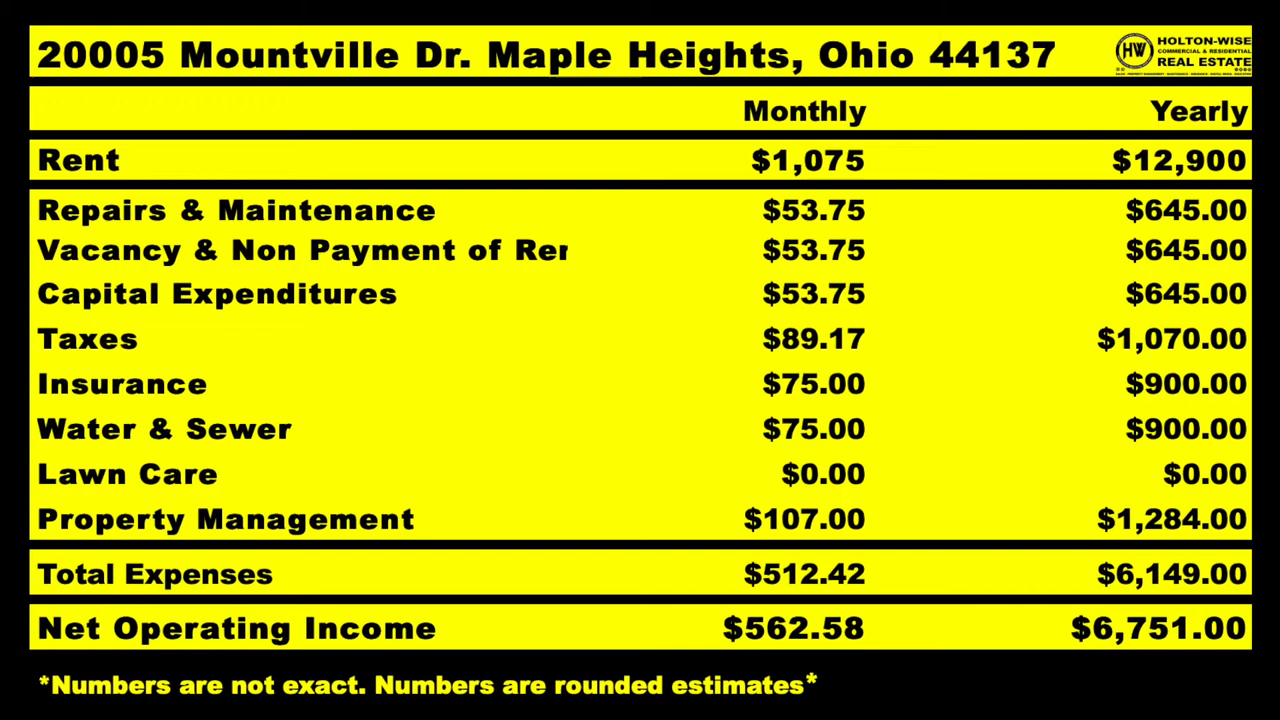 20005 Mountville Dr. Maple Heights, Ohio 44137
HW HOLTON-WISE
COMMERCIAL & RESIDENTIAL
REAL ESTATE
Monthly Yearly
Rent $1,075 $12,900
Repairs & Maintenance $53.75 $645.00
Vacancy & Non Payment of Rer $53.75 $645.00
Capital Expenditures $53.75 $645.00
Taxes $89.17 $1,070.00
Insurance $75.00 $900.00
Water & Sewer $75.00 $900.00
Lawn Care $0.00 $0.00
Property Management $107.00 $1,284.00
Total Expenses $512.42 $6,149.00
Net Operating Income $562.58 $6,751.00
*Numbers are not exact. Numbers are rounded estimates*